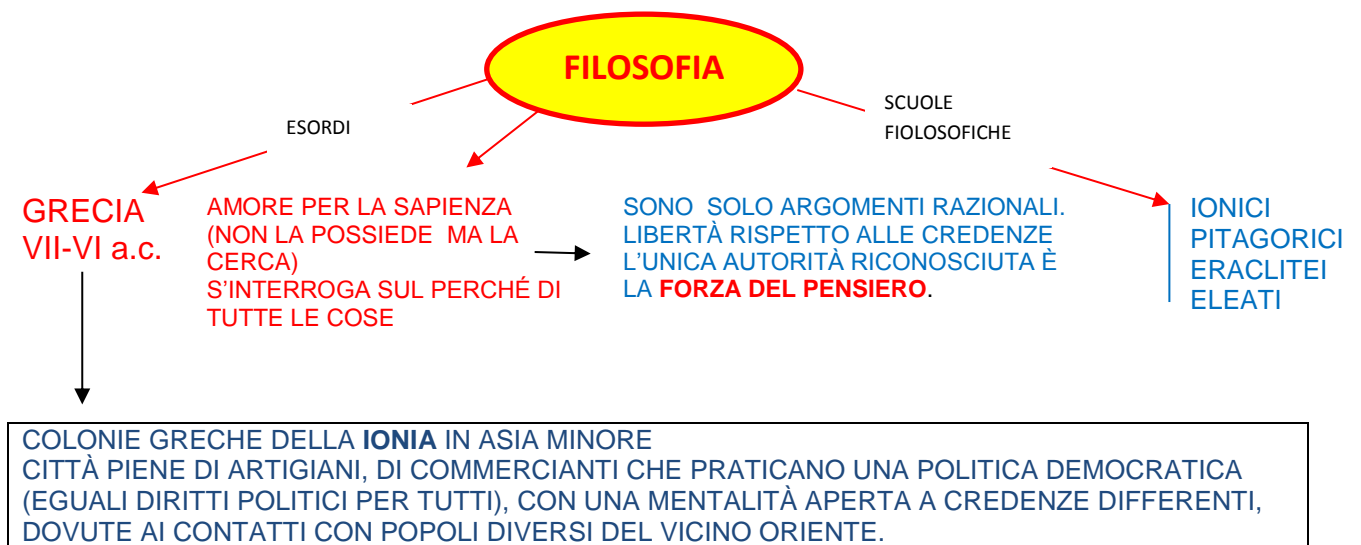 FILOSOFIA
ESORDI
SCUOLE
FIOLOSOFICHE
GRECIA
VII-VI a.c.
AMORE PER LA SAPIENZA
(NON LA POSSIEDE MA LA
CERCA)
S'INTERROGA SUL PERCHÉ DI
TUTTE LE COSE
SONO SOLO ARGOMENTI RAZIONALI.
LIBERTÀ RISPETTO ALLE CREDENZE
L'UNICA AUTORITÀ RICONOSCIUTA È
LA FORZA DEL PENSIERO.
IONICI
PITAGORICI
ERACLITEI
ELEATI
COLONIE GRECHE DELLA IONIA IN ASIA MINORE
CITTÀ PIENE DI ARTIGIANI, DI COMMERCIANTI CHE PRATICANO UNA POLITICA DEMOCRATICA
(EGUALI DIRITTI POLITICI PER TUTTI), CON UNA MENTALITÀ APERTA A CREDENZE DIFFERENTI,
DOVUTE AI CONTATTI CON POPOLI DIVERSI DEL VICINO ORIENTE.